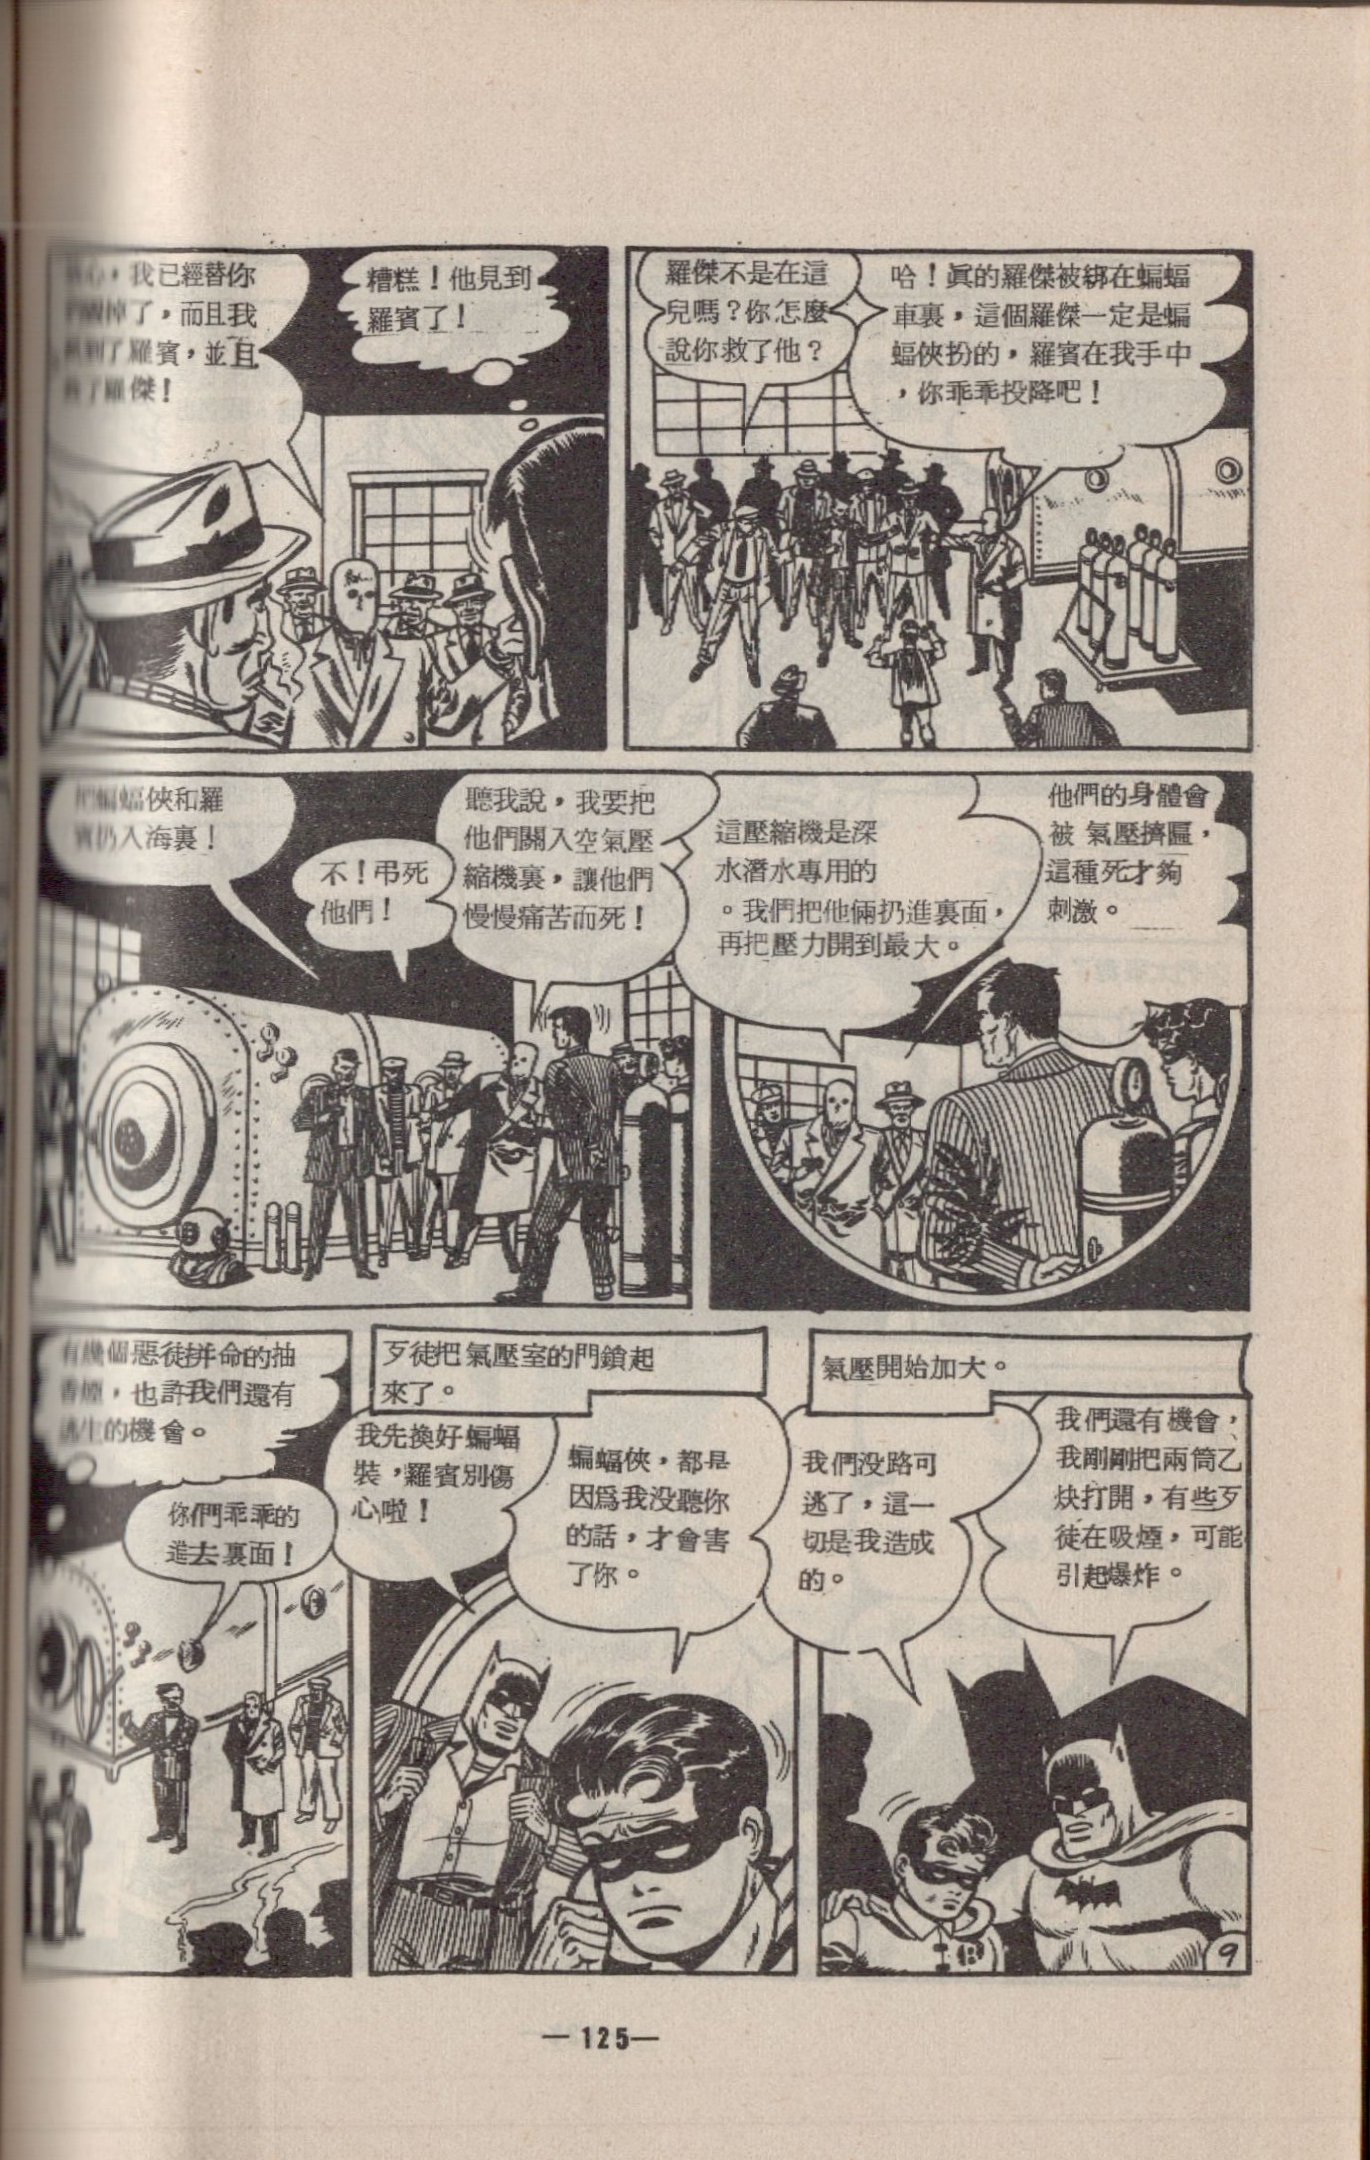 心，我已經替你
掉了，而且我
到了羅賓，並且
了羅傑！
糟糕！他見到
羅賓了！
羅傑不是在這
兒嗎？你怎麼
說你救了他？
哈！眞的羅傑被綁在蝙蝠
車裏，這個羅傑一定是蝙
蝠俠扮的，羅賓在我手中
，你乖乖投降吧！
把蝙蝠俠和羅
賓扔入海裏！
不！弔死
他們！
聽我說，我要把
他們關入空氣壓
縮機裏，讓他們
慢慢痛苦而死！
這壓縮機是深
水潛水專用的
。我們把他倆扔進裏面，
再把壓力開到最大。
他們的身體會
被 氣壓擠匾，
這種死才夠
刺激。
有幾個惡徒拼命的抽
香煙，也許我們還有
逃生的機會。
你們乖乖的
進去裏面！
歹徒把氣壓室的門鎖起
來了。
我先換好蝙蝠
裝，羅賓別傷
心啦！
蝙蝠俠，都是
因爲我没聽你
的話，才會害
了你。
氣壓開始加大。
我們没路可
逃了，這一
切是我造成
的。
我們還有機會，
我剛剛把兩筒乙
炔打開，有些歹
徒在吸煙，可能
引起爆炸。
9
—125—